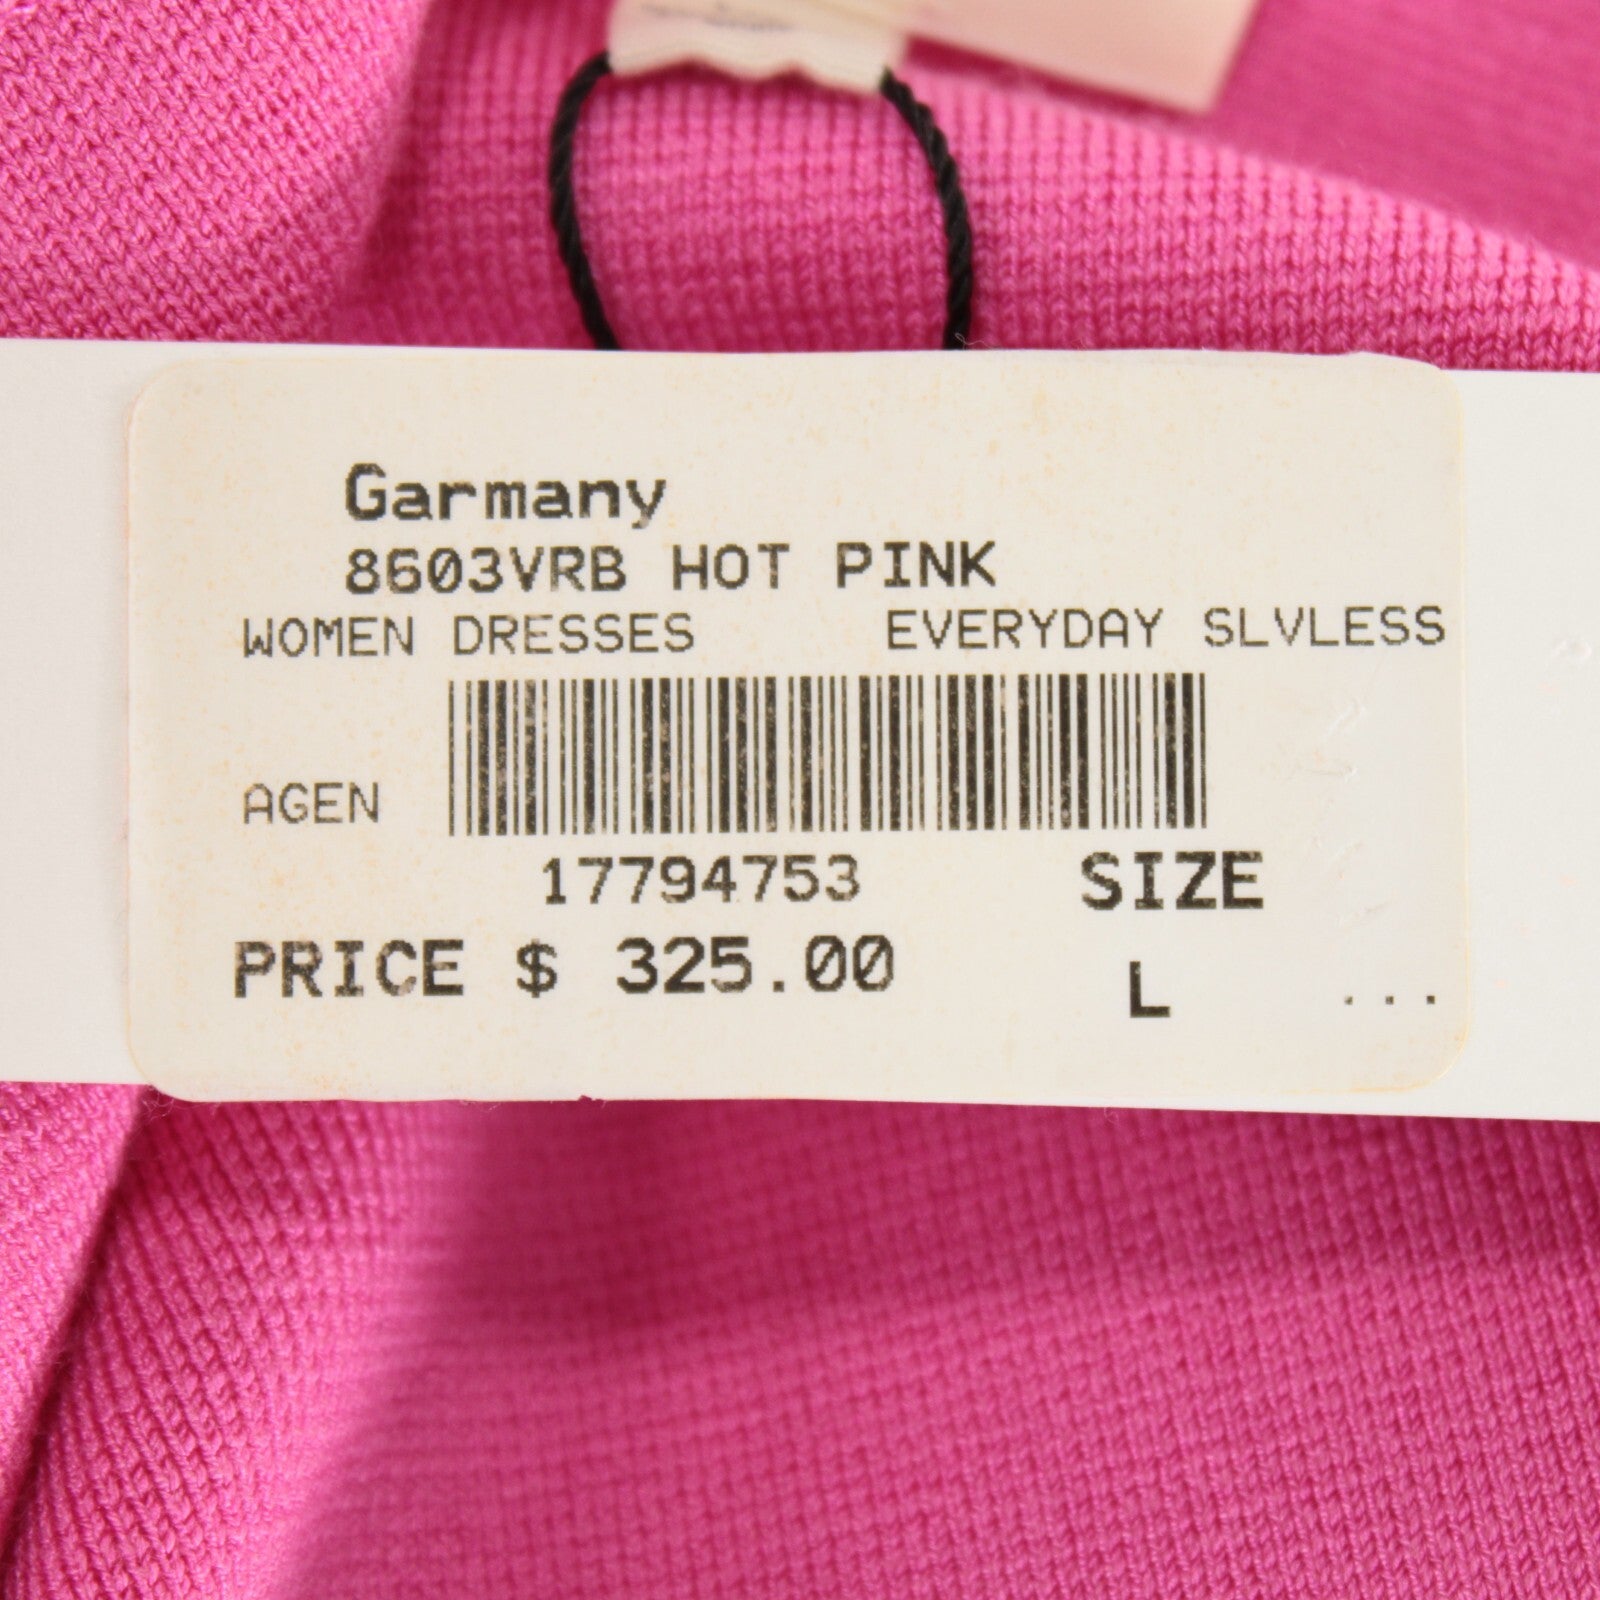 Garmany
8603VRB HOT PINK
WOMEN DRESSES EVERYDAY SLVLESS
AGEN
17794753 SIZE
PRICE $ 325.00 L ...